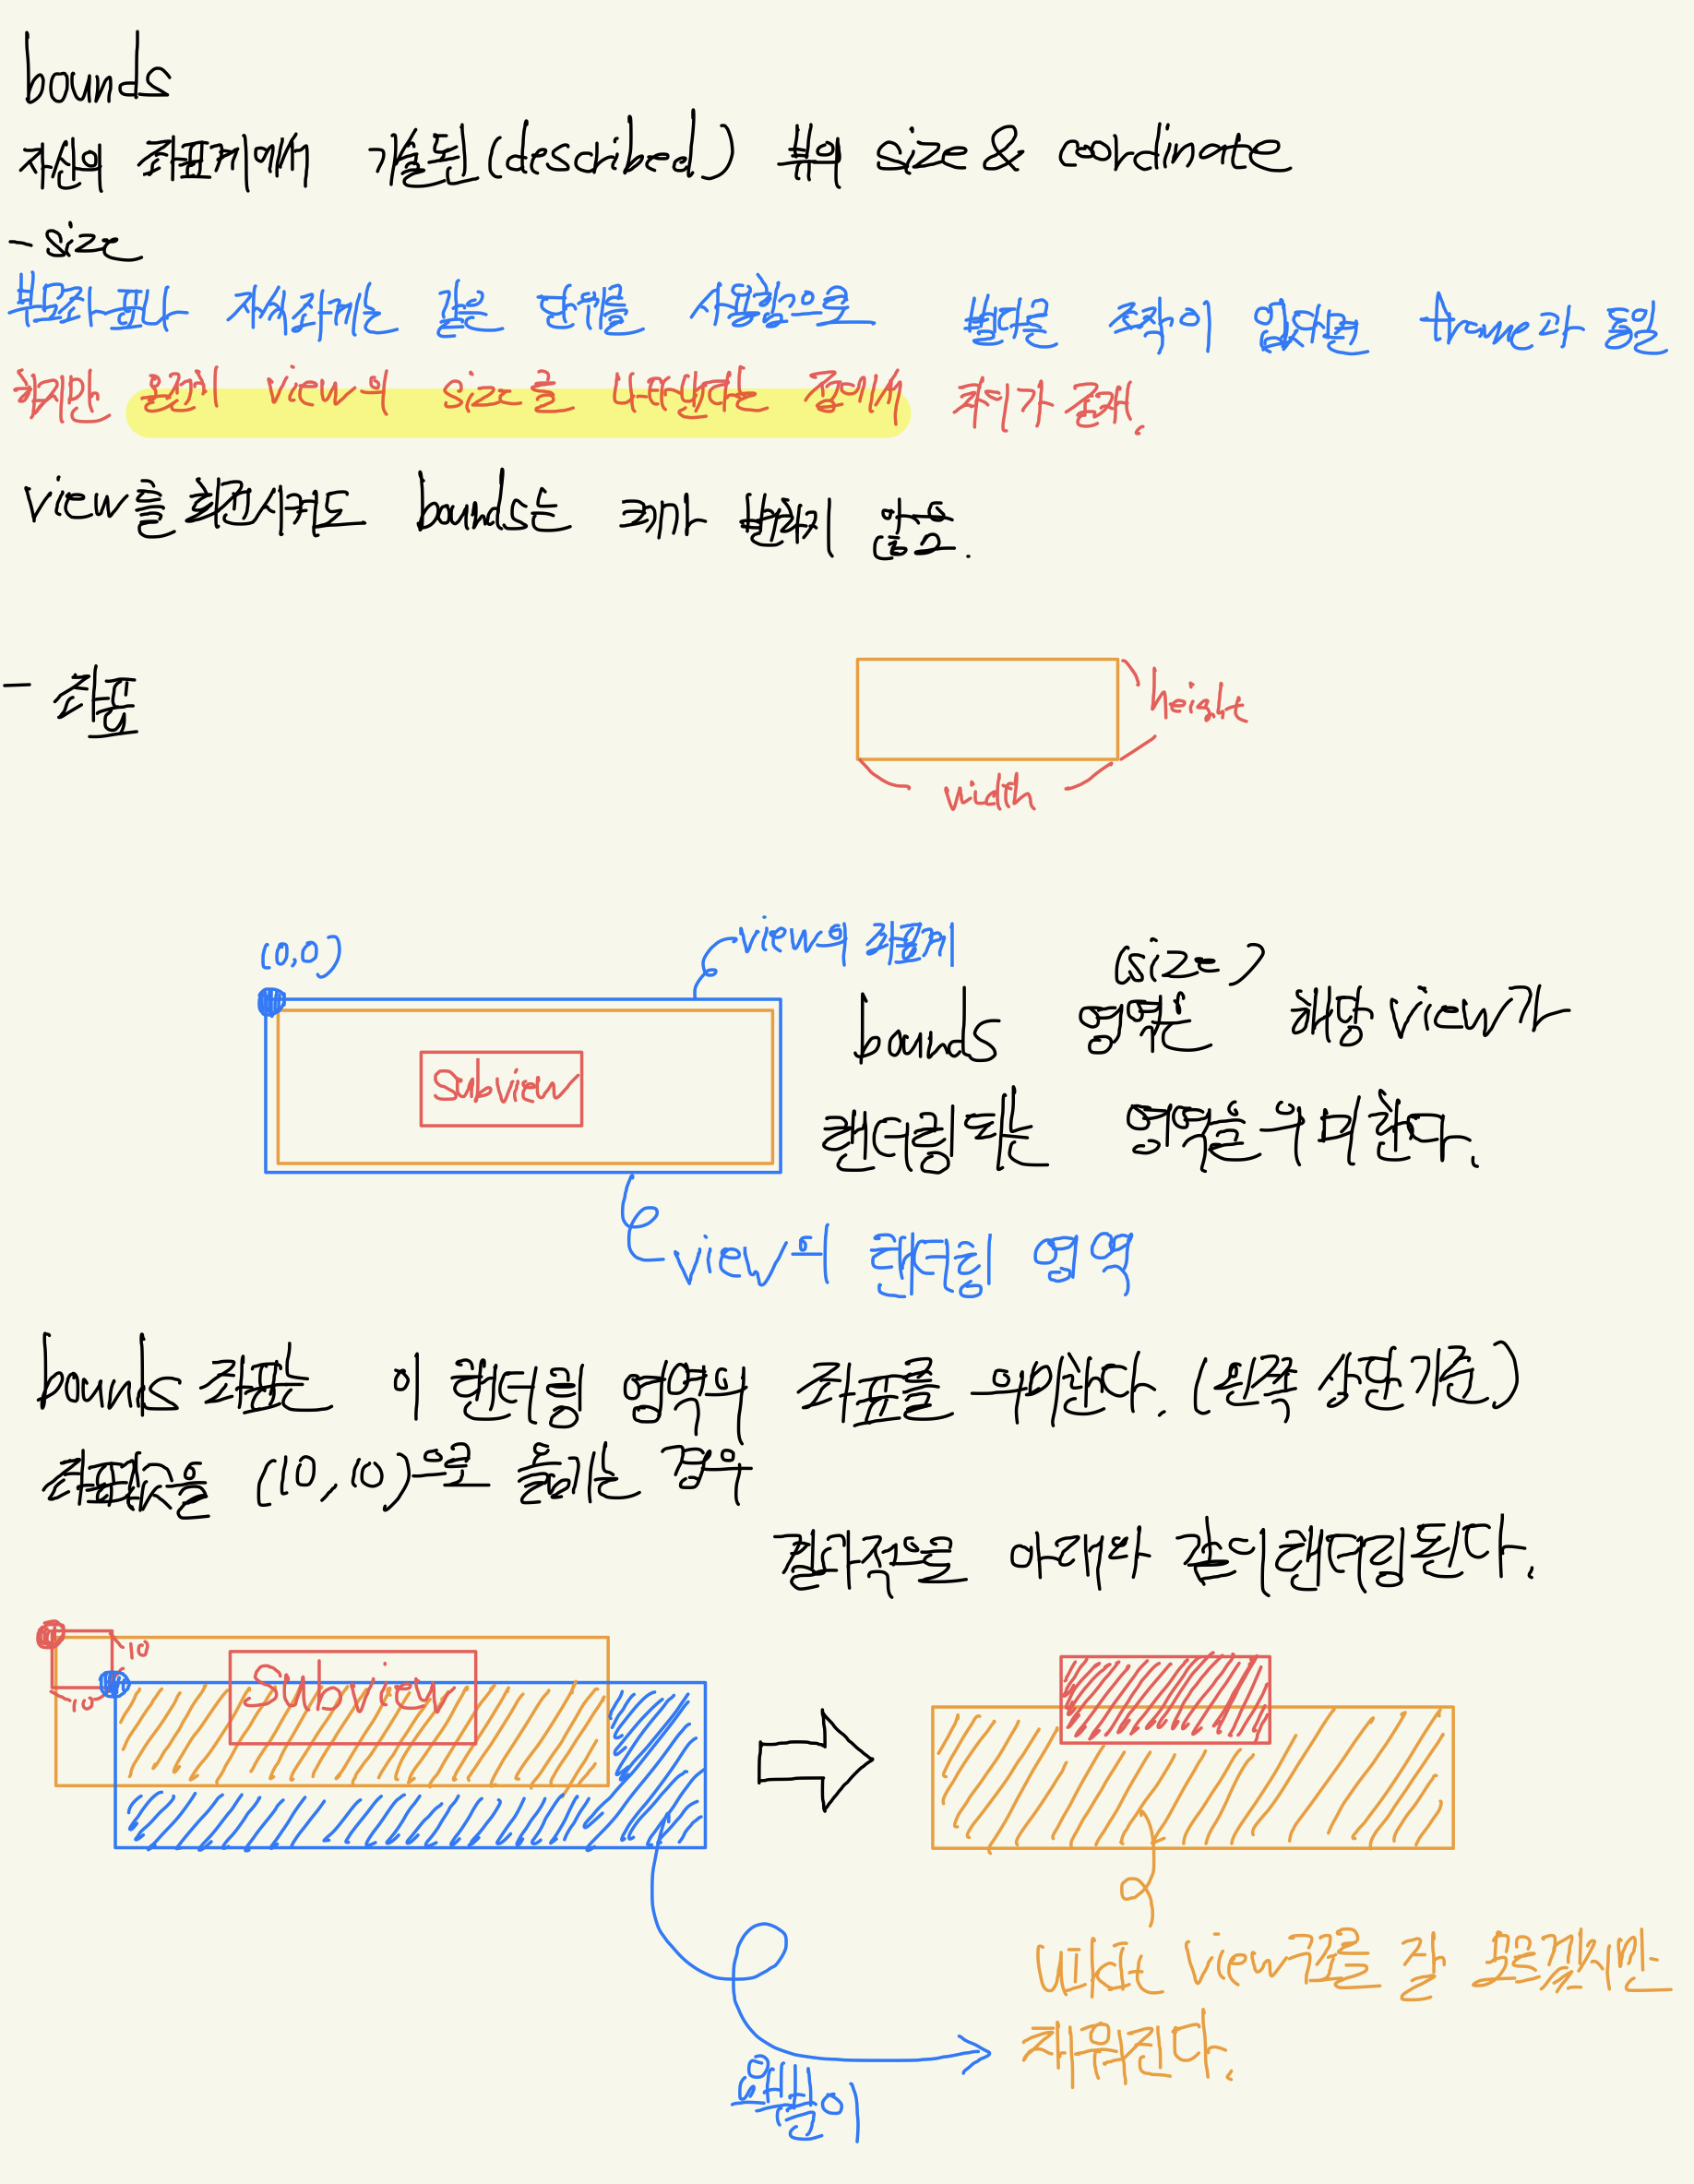 bounds
자신의 좌표계에서 기술된(described) 뷰의 size & coordinate
- size
부모좌표나 자식좌계는 같은 단위를 사용함으로 별다른 조작이 없다면 frame과 동일
하지만 온전히 view의 size를 나타낸다는 점에서 차이가 존재.
view를 회전시켜도 bounds는 크기가 변하지 않음.
- 좌표
height
width
(0,0)
view의 좌표계
Subview
(size)
bounds 영역은 해당 view가
랜더링되는 영역을 의미한다.
view의 랜더링 영역
bounds 좌표는 이 랜더링 영역의 좌표를 의미한다. (왼쪽 상단기준)
좌표값을 (10,10)으로 옮기는 경우
결과적으로 아래와 같이 랜더링된다.
10
10
Subview
uikit view구조를 잘 모르겠지만
채워진다.
왠 빛이